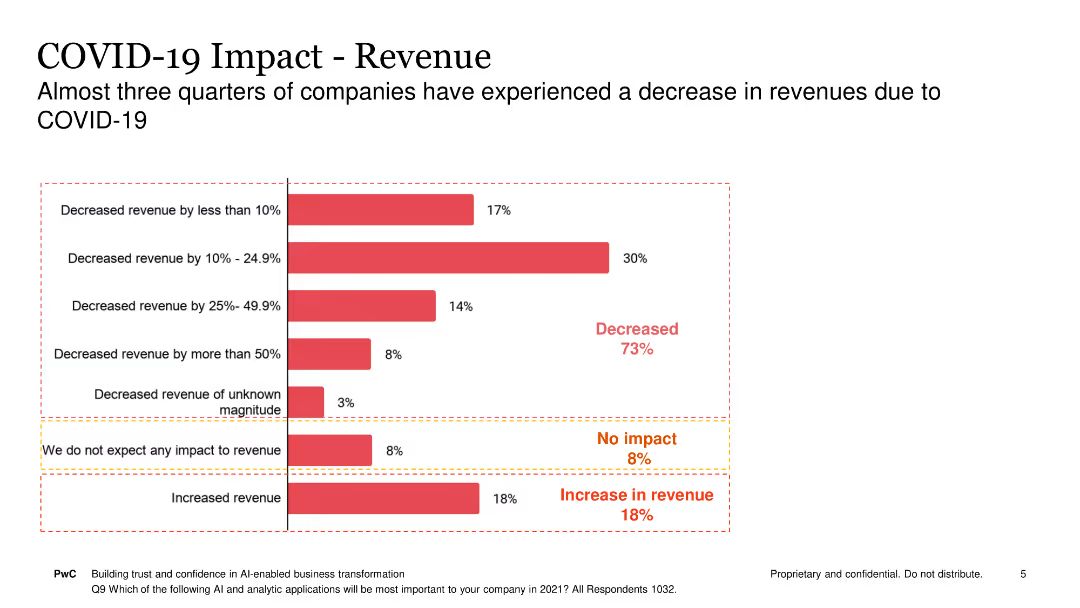 COVID-19 Impact - Revenue
Almost three quarters of companies have experienced a decrease in revenues due to
COVID-19
Decreased revenue by less than 10%
17%
Decreased revenue by 10% - 24.9%
30%
Decreased revenue by 25%- 49.9%
14%
Decreased
73%
Decreased revenue by more than 50%
8%
Decreased revenue of unknown
magnitude
3%
We do not expect any impact to revenue
8%
No impact
8%
Increased revenue
18%
Increase in revenue
18%
PwC Building trust and confidence in AI-enabled business transformation
Q9 Which of the following AI and analytic applications will be most important to your company in 2021? All Respondents 1032.
Proprietary and confidential. Do not distribute.
5